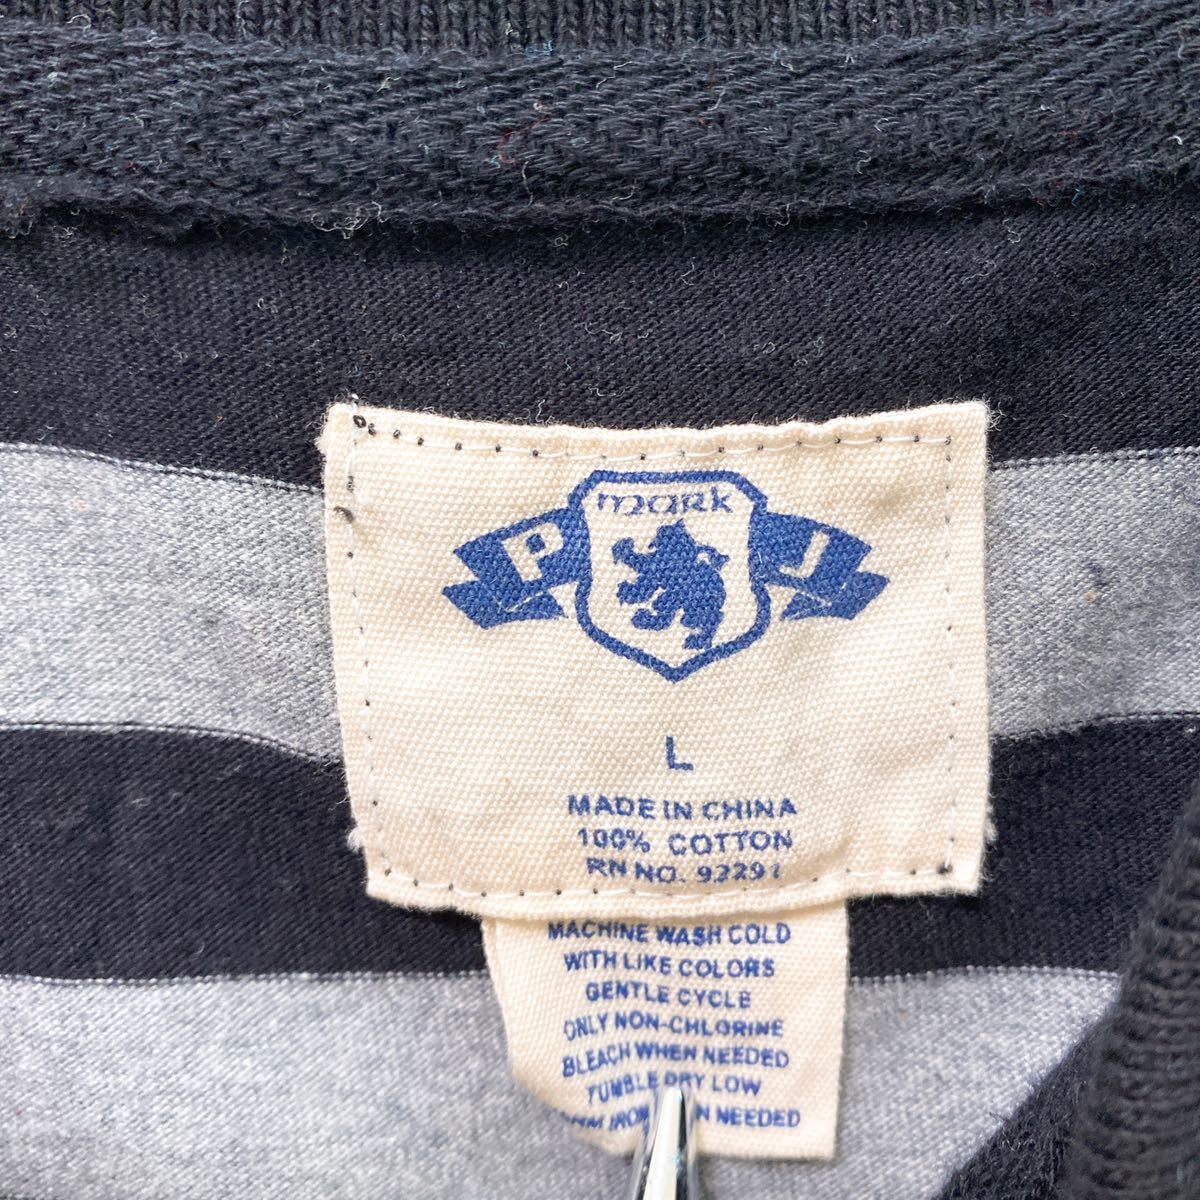 mark
P J
L
MADE IN CHINA
100% COTTON
RN NO. 92291
MACHINE WASH COLD
WITH LIKE COLORS
GENTLE CYCLE
ONLY NON-CHLORINE
BLEACH WHEN NEEDED
TUMBLE DRY LOW
IRON NEEDED